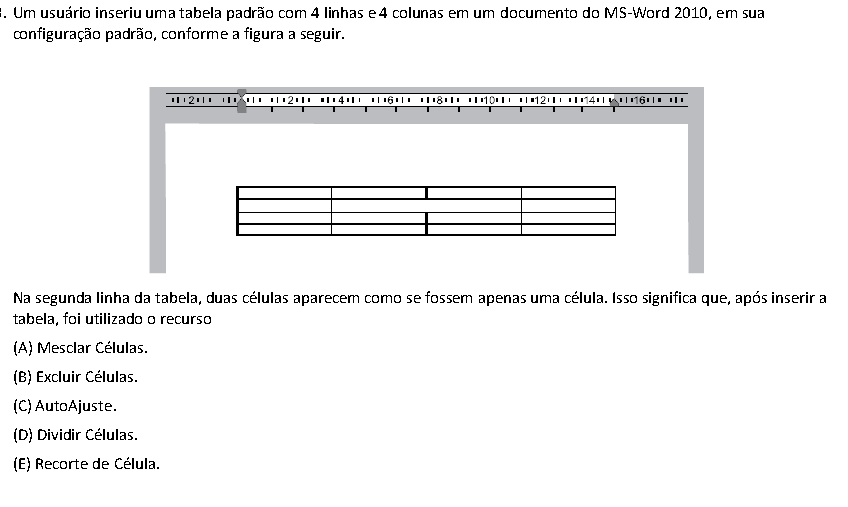 . Um usuário inseriu uma tabela padrão com 4 linhas e 4 colunas em um documento do MS-Word 2010, em sua
configuração padrão, conforme a figura a seguir.
2 2 4 6 8 10 12 14 16
Na segunda linha da tabela, duas células aparecem como se fossem apenas uma célula. Isso significa que, após inserir a
tabela, foi utilizado o recurso
(A) Mesclar Células.
(B) Excluir Células.
(C) AutoAjuste.
(D) Dividir Células.
(E) Recorte de Célula.